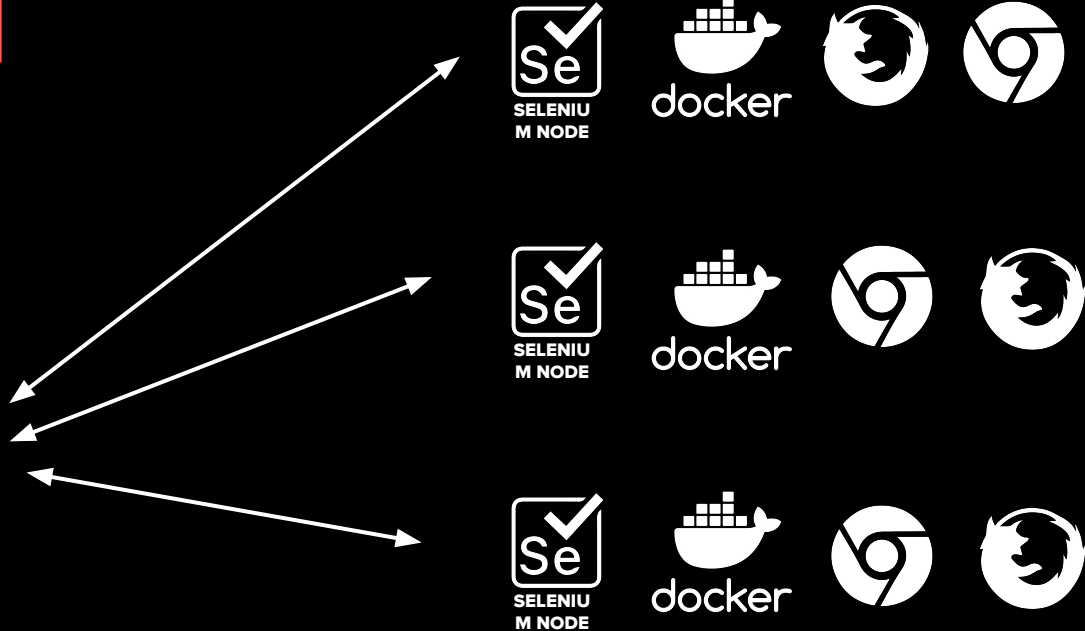 Se
SELENIU
M NODE
docker
Se
SELENIU
M NODE
docker
Se
SELENIU
M NODE
docker